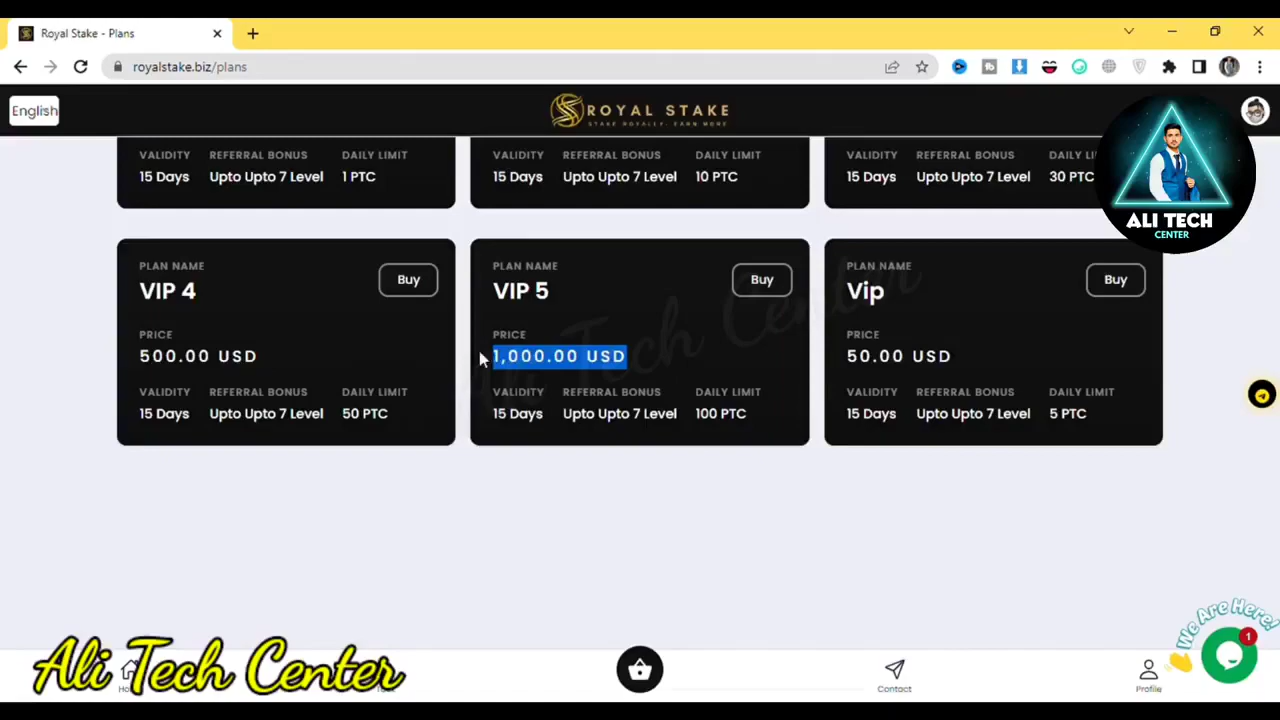 Royal Stake - Plans
royalstake.biz/plans
English
ROYAL STAKE
STAKE ROYALLY. EARN MORE
VALIDITY REFERRAL BONUS DAILY LIMIT
15 Days Upto Upto 7 Level 1 PTC
VALIDITY REFERRAL BONUS DAILY LIMIT
15 Days Upto Upto 7 Level 10 PTC
VALIDITY REFERRAL BONUS DAILY
15 Days Upto Upto 7 Level 30 PTC
ALI TECH
CENTER
PLAN NAME
VIP 4
Buy
PRICE
500.00 USD
VALIDITY REFERRAL BONUS DAILY LIMIT
15 Days Upto Upto 7 Level 50 PTC
PLAN NAME
VIP 5
Buy
PRICE
1,000.00 USD
VALIDITY REFERRAL BONUS DAILY LIMIT
15 Days Upto Upto 7 Level 100 PTC
PLAN NAME
Vip
Buy
PRICE
50.00 USD
VALIDITY REFERRAL BONUS DAILY LIMIT
15 Days Upto Upto 7 Level 5 PTC
Ali Tech Center
We Are Here!
1
Ali Tech Center
Contact
Profile